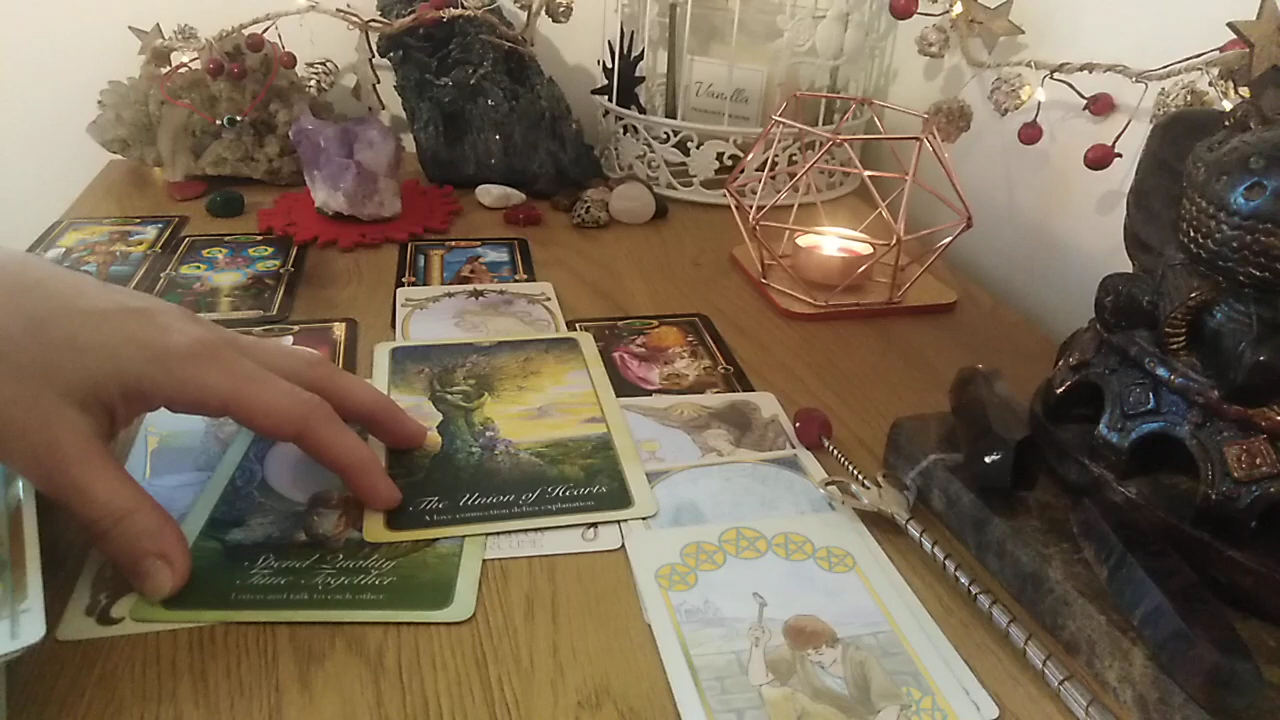 Vanilla
The Union of Hearts
A love connection defies explanation.
Spend Quality
Time Together
Listen and talk to each other.